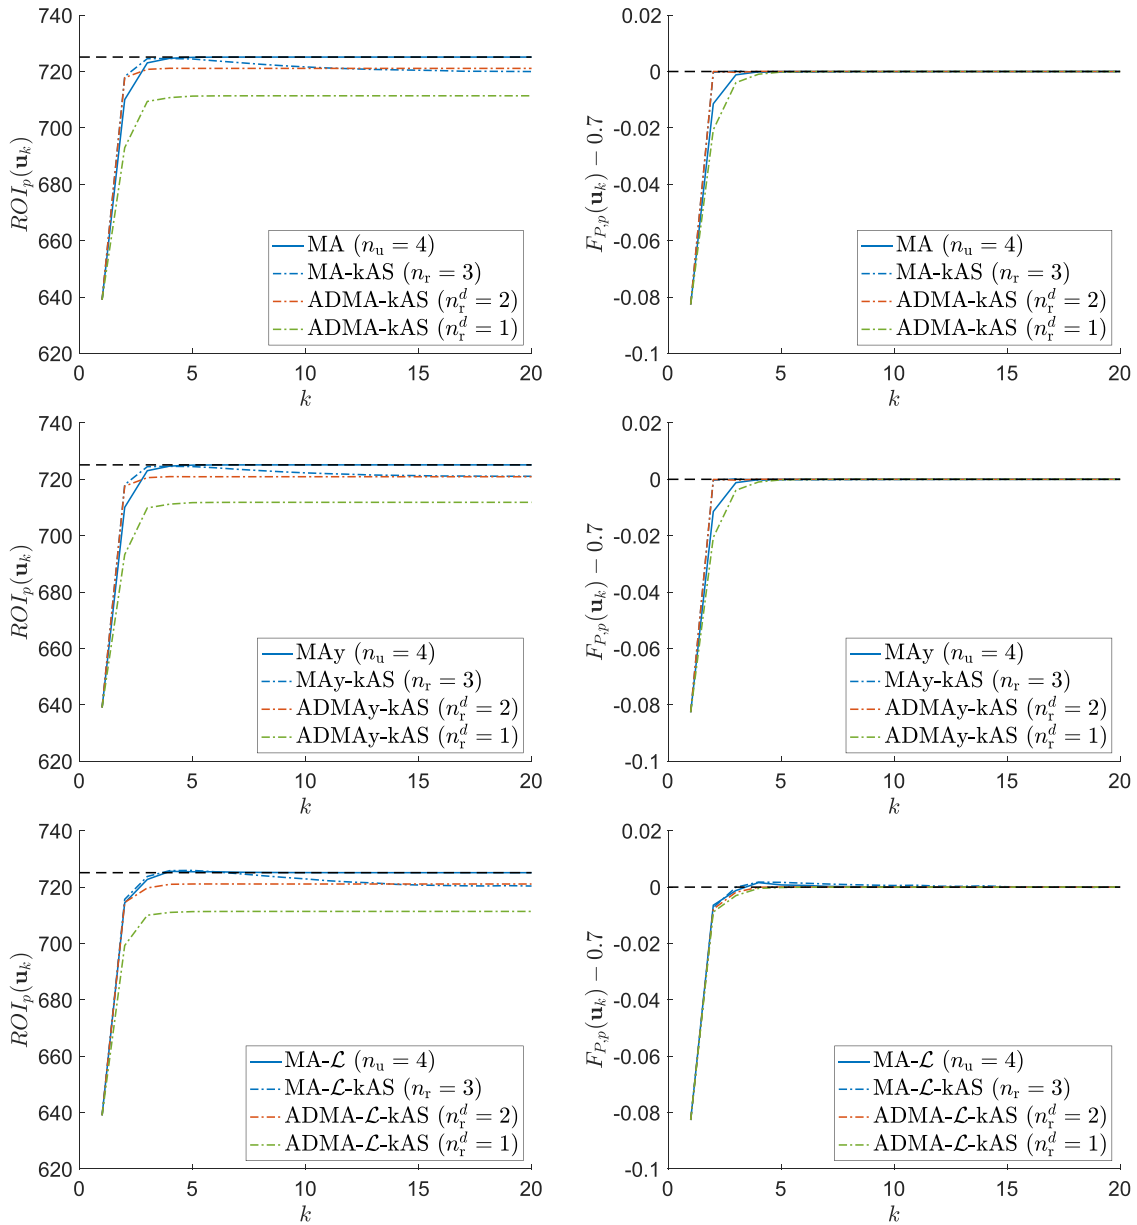 740
720
700
680
660
640
620
ROI_p(u_k)
MA (n_u = 4)
MA-kAS (n_r = 3)
ADMA-kAS (n_r^d = 2)
ADMA-kAS (n_r^d = 1)
0 5 10 15 20
k
0.02
0
-0.02
-0.04
-0.06
-0.08
-0.1
F_{P,p}(u_k) − 0.7
MA (n_u = 4)
MA-kAS (n_r = 3)
ADMA-kAS (n_r^d = 2)
ADMA-kAS (n_r^d = 1)
0 5 10 15 20
k
740
720
700
680
660
640
620
ROI_p(u_k)
MAy (n_u = 4)
MAy-kAS (n_r = 3)
ADMAy-kAS (n_r^d = 2)
ADMAy-kAS (n_r^d = 1)
0 5 10 15 20
k
0.02
0
-0.02
-0.04
-0.06
-0.08
-0.1
F_{P,p}(u_k) − 0.7
MAy (n_u = 4)
MAy-kAS (n_r = 3)
ADMAy-kAS (n_r^d = 2)
ADMAy-kAS (n_r^d = 1)
0 5 10 15 20
k
740
720
700
680
660
640
620
ROI_p(u_k)
MA-ℒ (n_u = 4)
MA-ℒ-kAS (n_r = 3)
ADMA-ℒ-kAS (n_r^d = 2)
ADMA-ℒ-kAS (n_r^d = 1)
0 5 10 15 20
k
0.02
0
-0.02
-0.04
-0.06
-0.08
-0.1
F_{P,p}(u_k) − 0.7
MA-ℒ (n_u = 4)
MA-ℒ-kAS (n_r = 3)
ADMA-ℒ-kAS (n_r^d = 2)
ADMA-ℒ-kAS (n_r^d = 1)
0 5 10 15 20
k